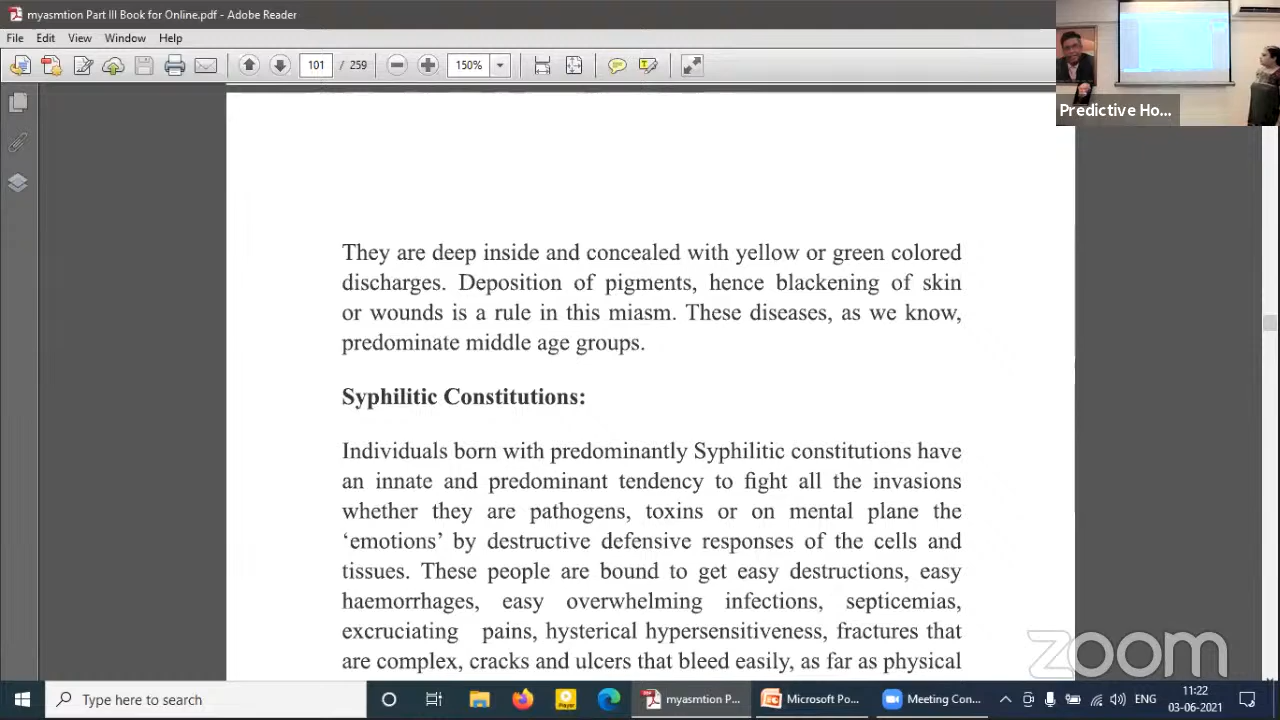 myasmtion Part III Book for Online.pdf - Adobe Reader
File Edit View Window Help
101 / 259 150%
Predictive Ho...
They are deep inside and concealed with yellow or green colored
discharges. Deposition of pigments, hence blackening of skin
or wounds is a rule in this miasm. These diseases, as we know,
predominate middle age groups.
Syphilitic Constitutions:
Individuals born with predominantly Syphilitic constitutions have
an innate and predominant tendency to fight all the invasions
whether they are pathogens, toxins or on mental plane the
‘emotions’ by destructive defensive responses of the cells and
tissues. These people are bound to get easy destructions, easy
haemorrhages, easy overwhelming infections, septicemias,
excruciating pains, hysterical hypersensitiveness, fractures that
are complex, cracks and ulcers that bleed easily, as far as physical
zoom
Type here to search
myasmtion P...
Microsoft Po...
Meeting Con...
ENG
11:22
03-06-2021